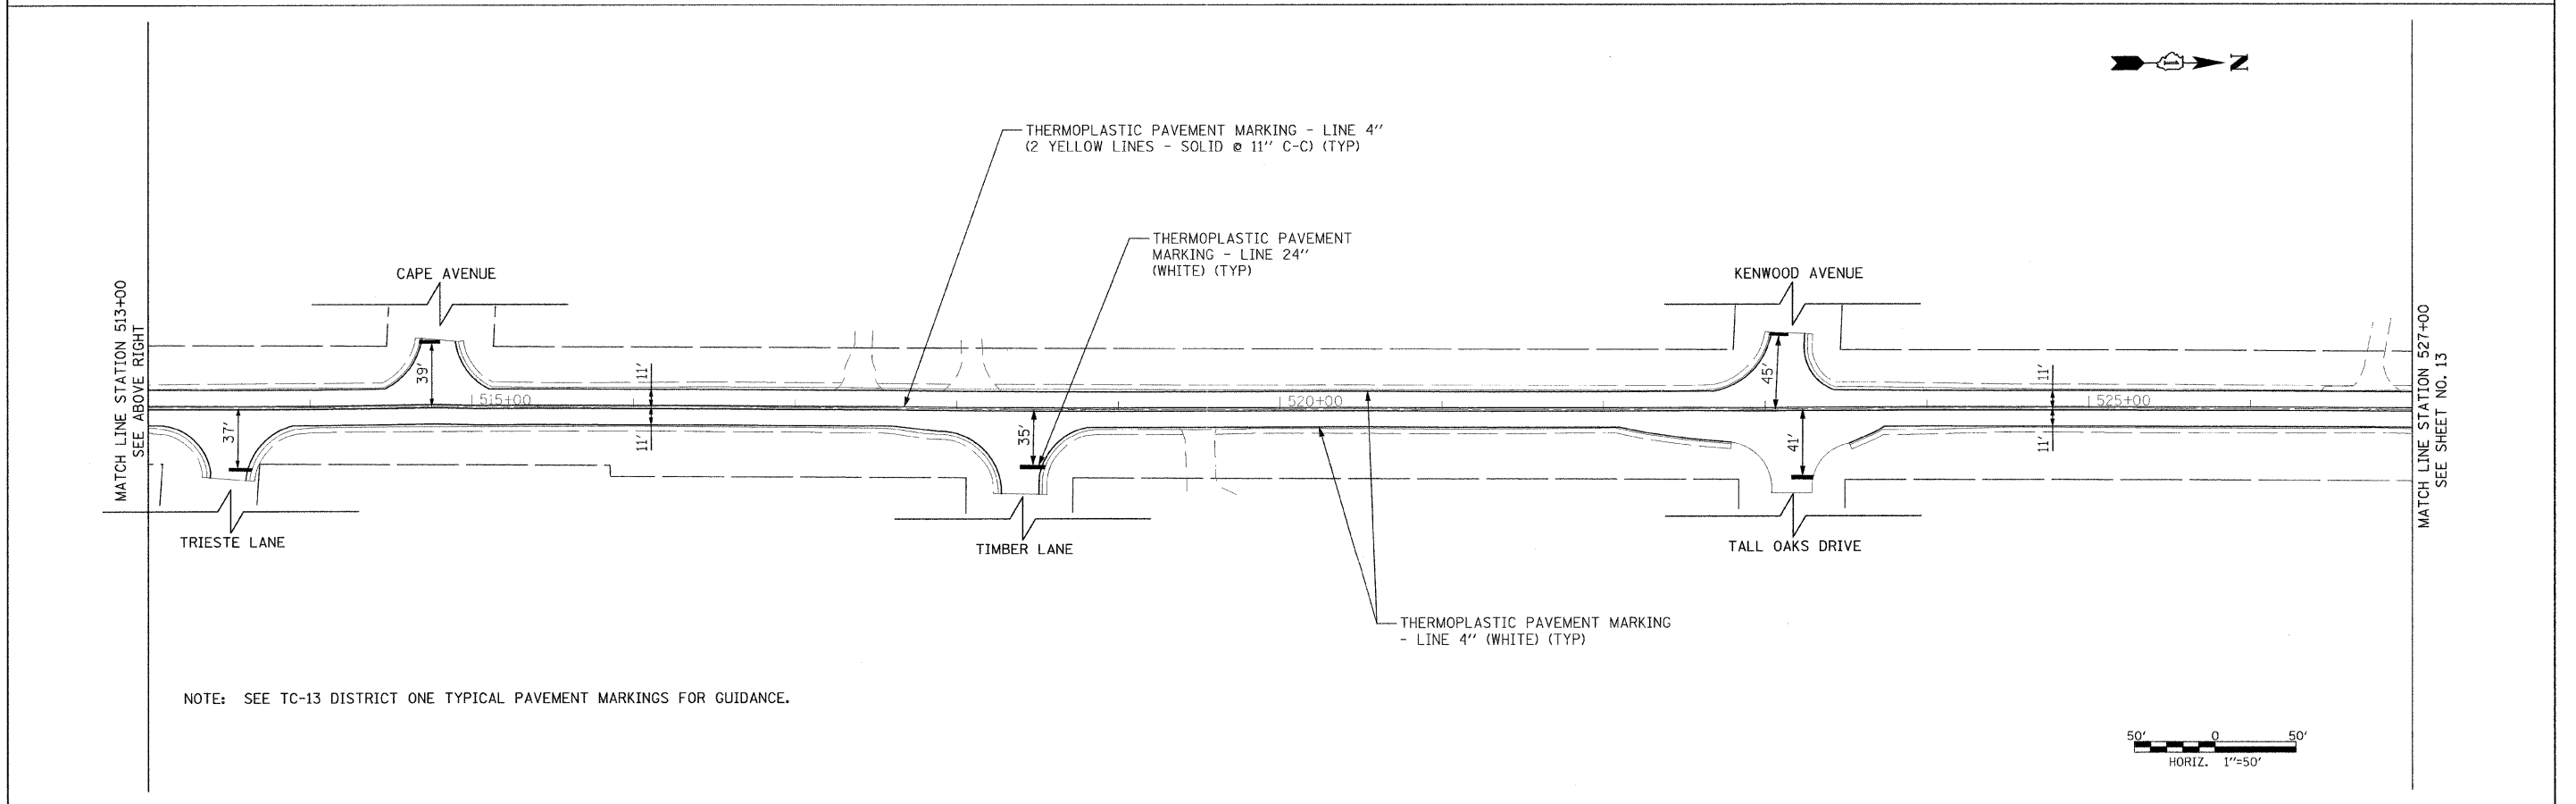 N
THERMOPLASTIC PAVEMENT MARKING - LINE 4''
(2 YELLOW LINES - SOLID @ 11'' C-C) (TYP)
THERMOPLASTIC PAVEMENT
MARKING - LINE 24''
(WHITE) (TYP)
CAPE AVENUE
KENWOOD AVENUE
MATCH LINE STATION 513+00
SEE ABOVE RIGHT
MATCH LINE STATION 527+00
SEE SHEET NO. 13
39'
11'
45'
11'
515+00
520+00
525+00
37'
11'
35'
41'
11'
TRIESTE LANE
TIMBER LANE
TALL OAKS DRIVE
THERMOPLASTIC PAVEMENT MARKING
- LINE 4'' (WHITE) (TYP)
NOTE: SEE TC-13 DISTRICT ONE TYPICAL PAVEMENT MARKINGS FOR GUIDANCE.
50' 0 50'
HORIZ. 1''=50'